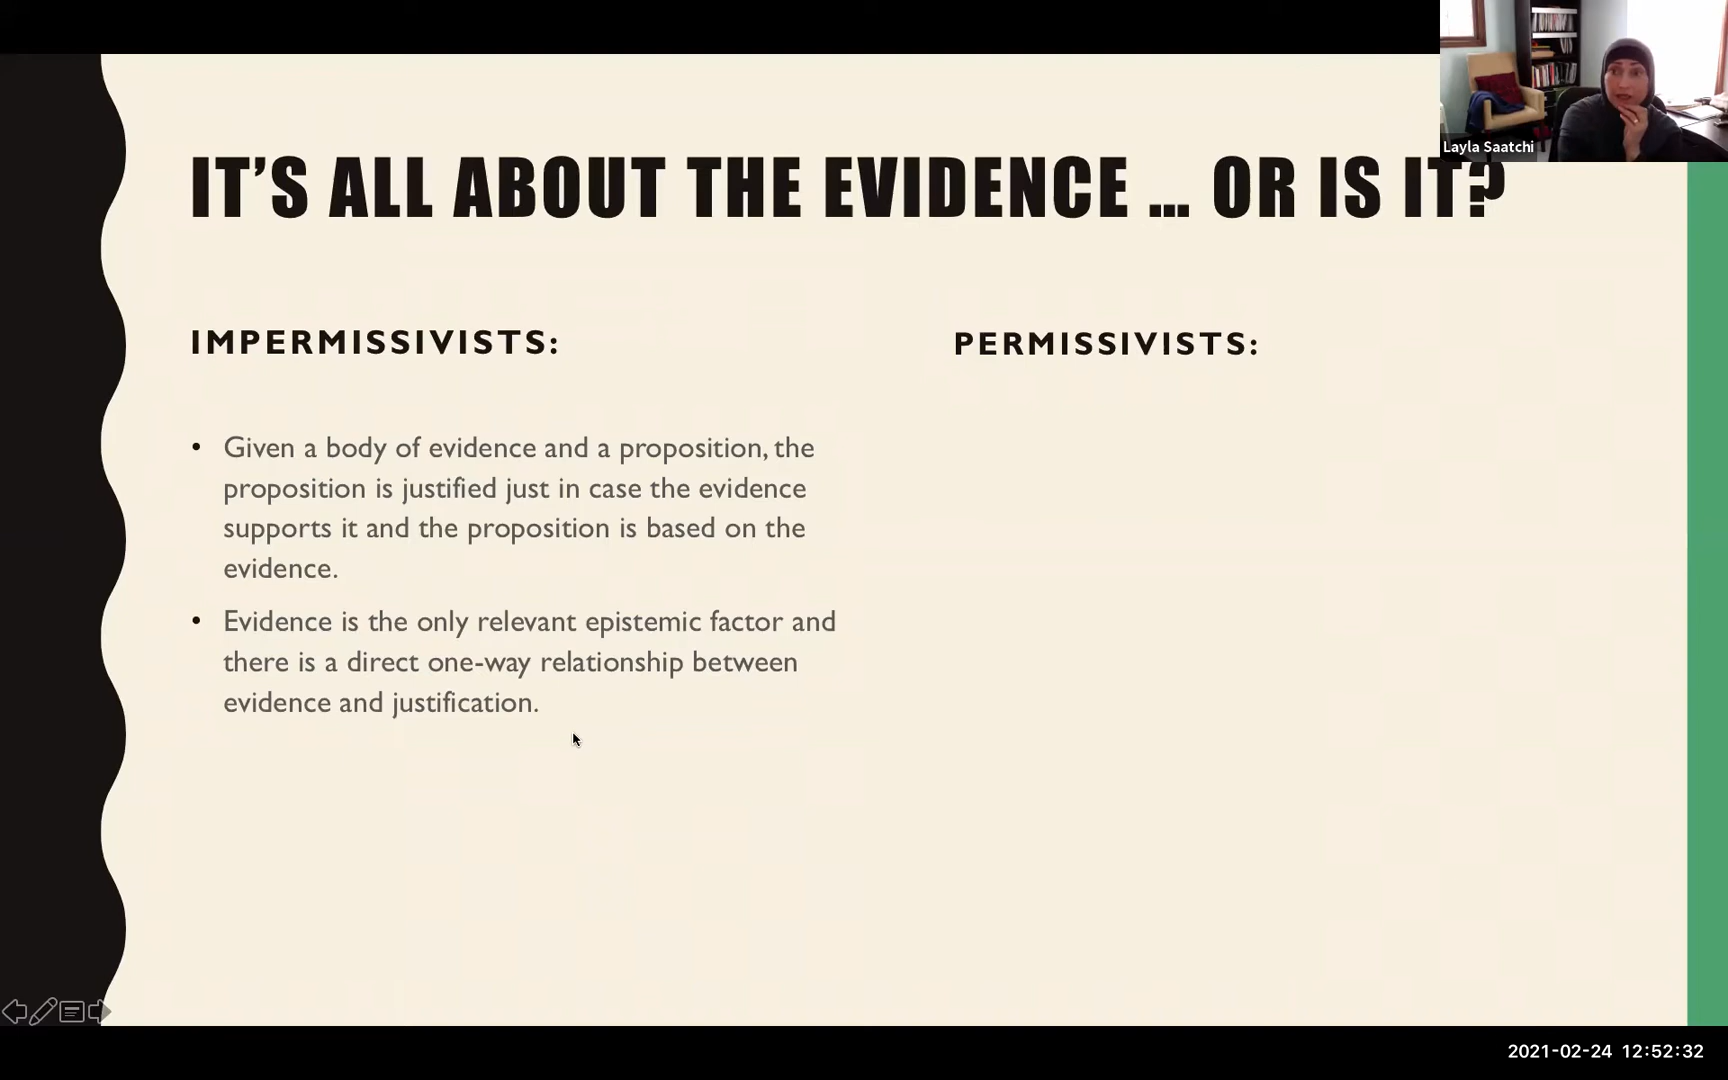 Layla Saatchi
IT’S ALL ABOUT THE EVIDENCE ... OR IS IT?
IMPERMISSIVISTS:
• Given a body of evidence and a proposition, the
proposition is justified just in case the evidence
supports it and the proposition is based on the
evidence.
• Evidence is the only relevant epistemic factor and
there is a direct one-way relationship between
evidence and justification.
PERMISSIVISTS:
2021-02-24 12:52:32